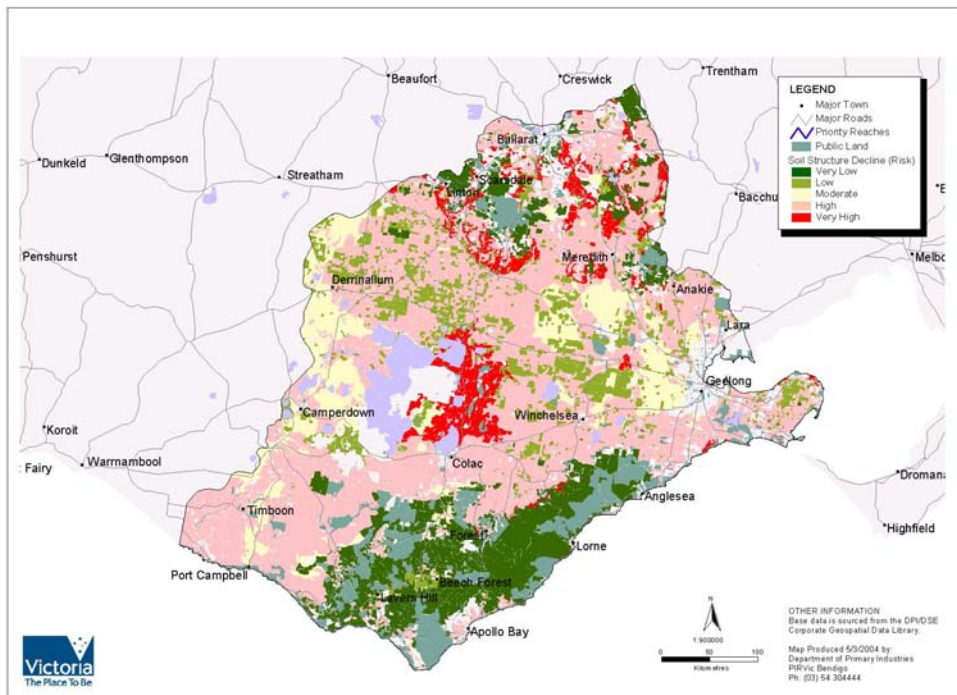 Trentham
Beaufort
Creswick
LEGEND
Major Town
Major Roads
Priority Reaches
Public Land
Soil Structure Decline (Risk)
Very Low
Low
Moderate
High
Very High
Ballarat
Dunkeld
Glenthompson
Streatham
Scarsdale
Linton
Bacchu
B
Penshurst
Meredith
Melbo
Derrinallum
Anakie
Lara
Geelong
Camperdown
Winchelsea
Koroit
Warrnambool
: Fairy
Colac
Dromana
Anglesea
Timboon
Highfield
Forest
Lorne
Port Campbell
Beech Forest
Lavers Hill
Apollo Bay
N
1:900000
0 50 100
Kilometres
OTHER INFORMATION
Base data is sourced from the DPI/DSE
Corporate Geospatial Data Library.
Map Produced 5/3/2004 by:
Department of Primary Industries
PIRVic Bendigo
Ph: (03) 54 304444
Victoria
The Place To Be